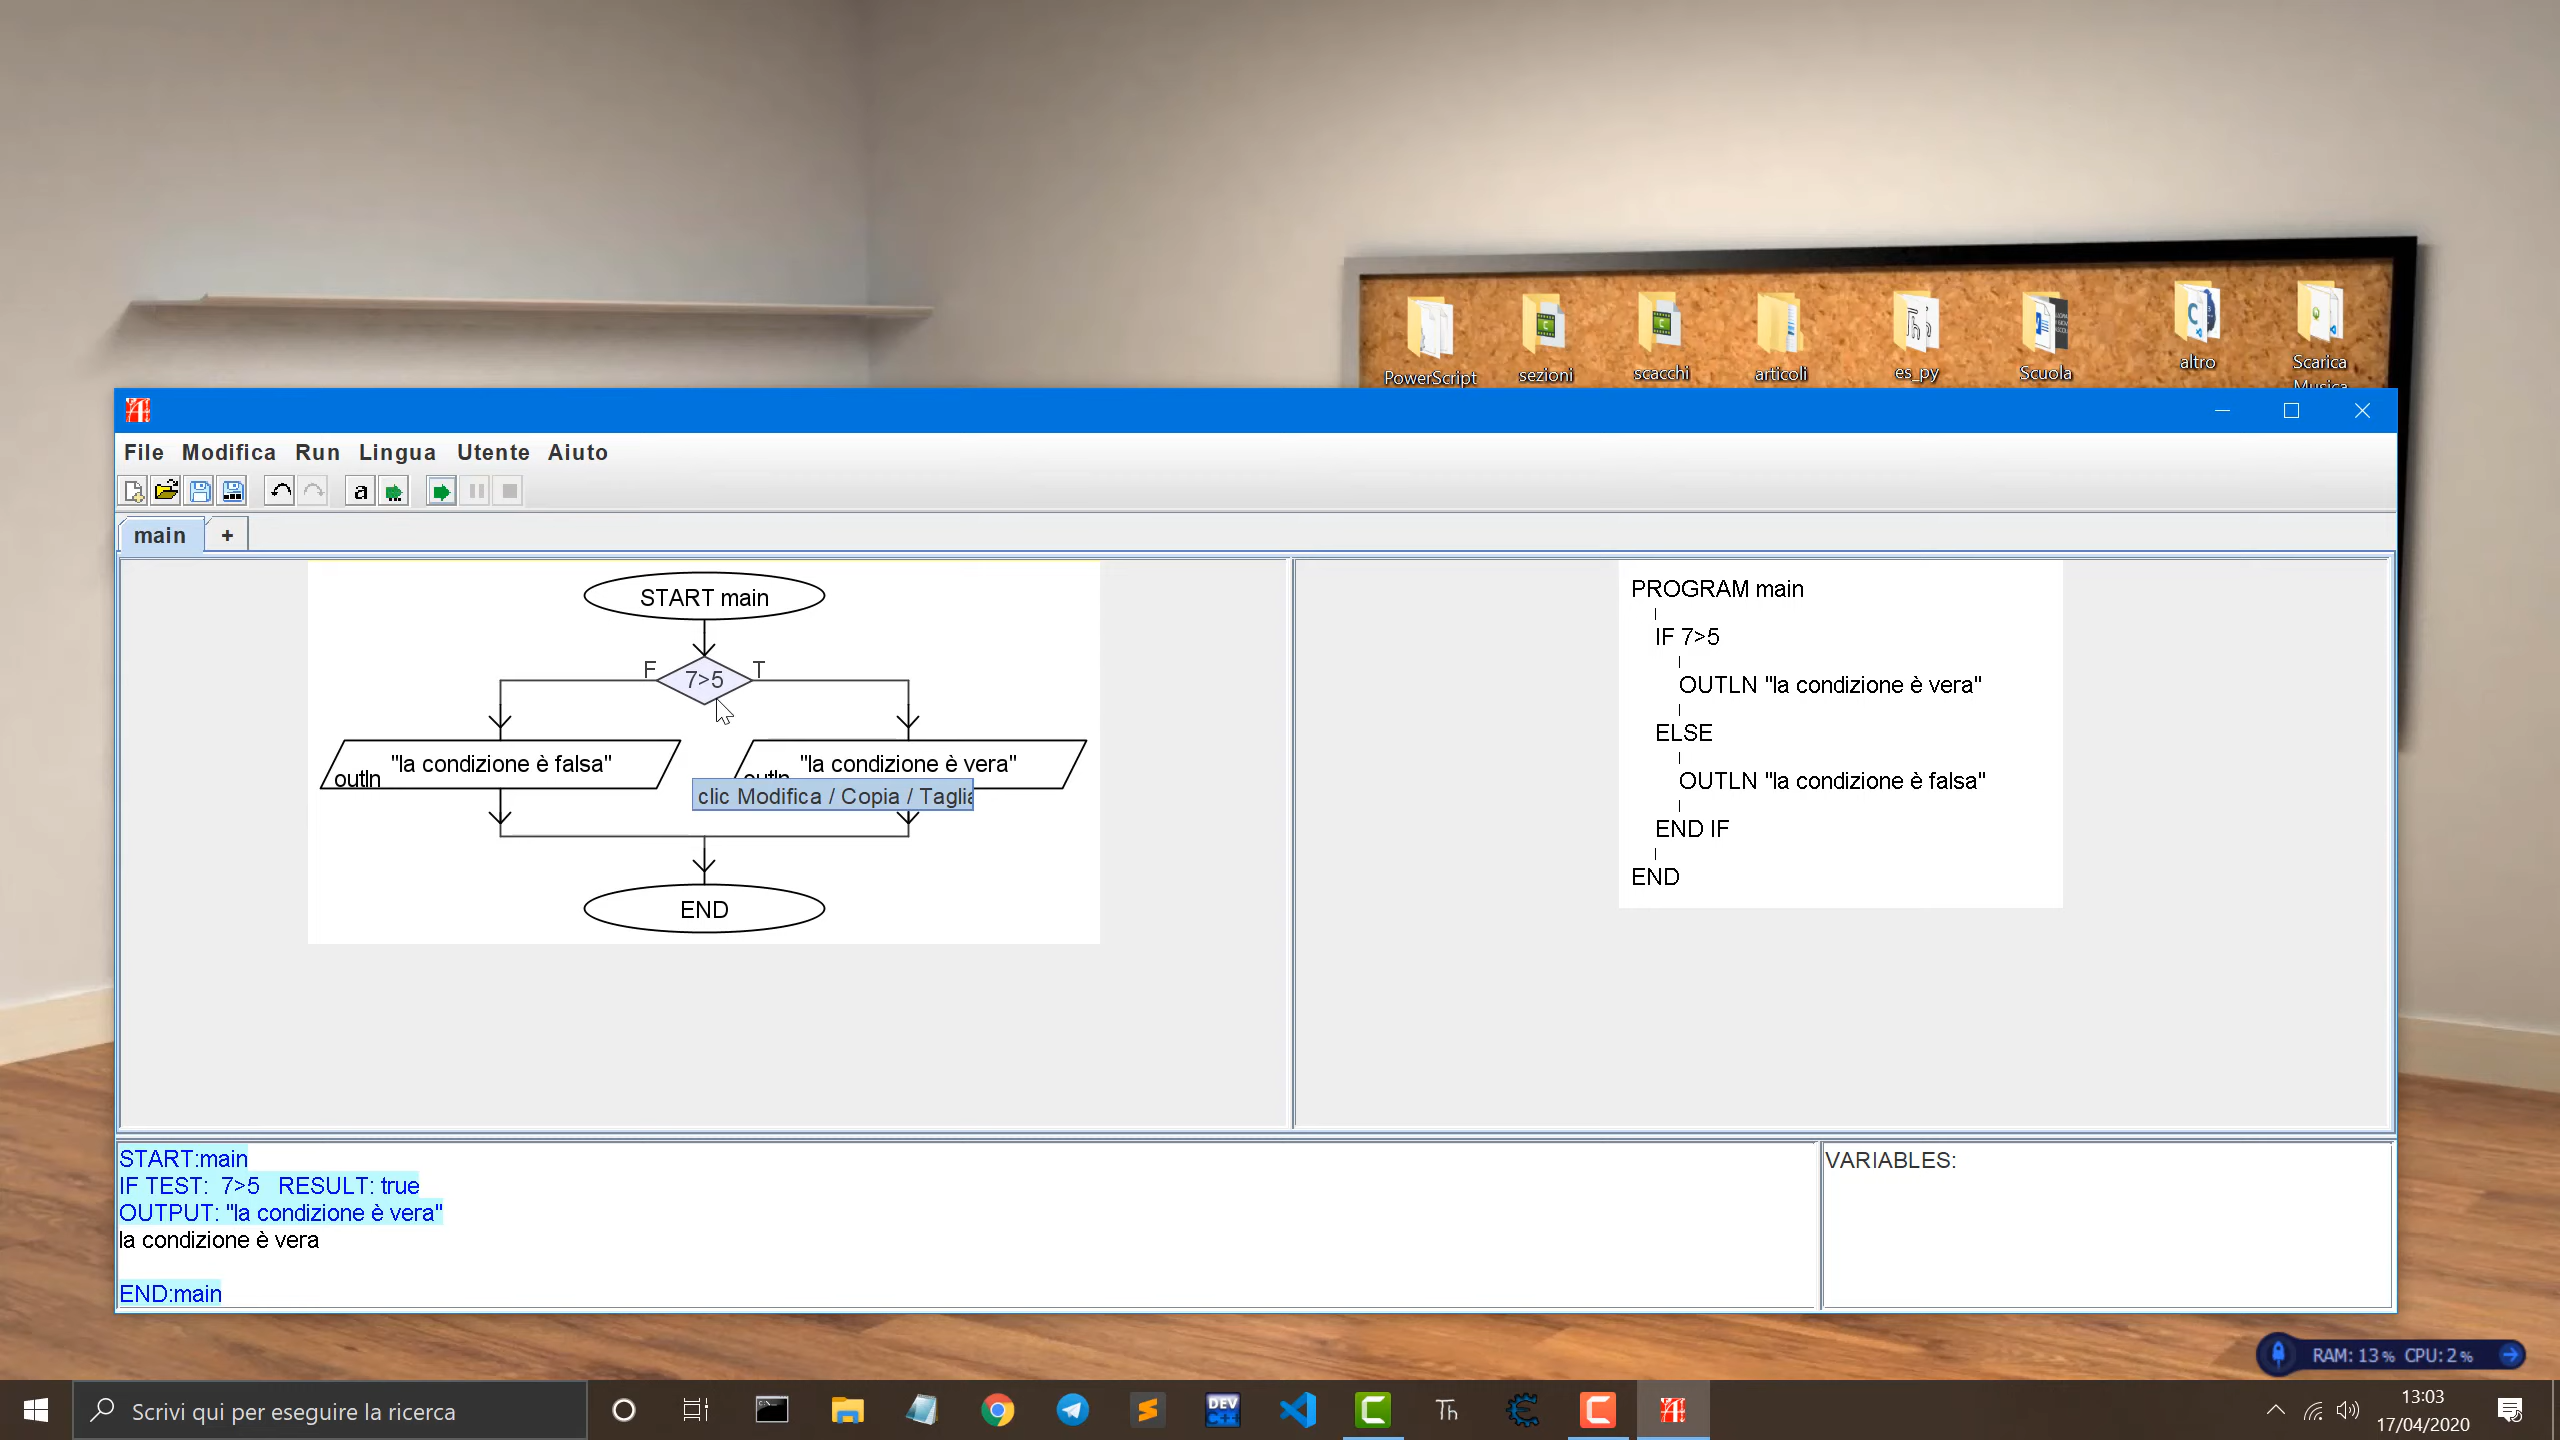 PowerScript
sezioni
scacchi
articoli
es_py
Scuola
altro
Scarica
File Modifica Run Lingua Utente Aiuto
a
main +
START main
F 7>5 T
"la condizione è falsa"
outln
"la condizione è vera"
clic Modifica / Copia / Taglia
END
PROGRAM main
IF 7>5
OUTLN "la condizione è vera"
ELSE
OUTLN "la condizione è falsa"
END IF
END
START:main
IF TEST: 7>5 RESULT: true
OUTPUT: "la condizione è vera"
la condizione è vera
END:main
VARIABLES:
RAM: 13 % CPU: 2 %
Scrivi qui per eseguire la ricerca
DEV
C++
Th
13:03
17/04/2020